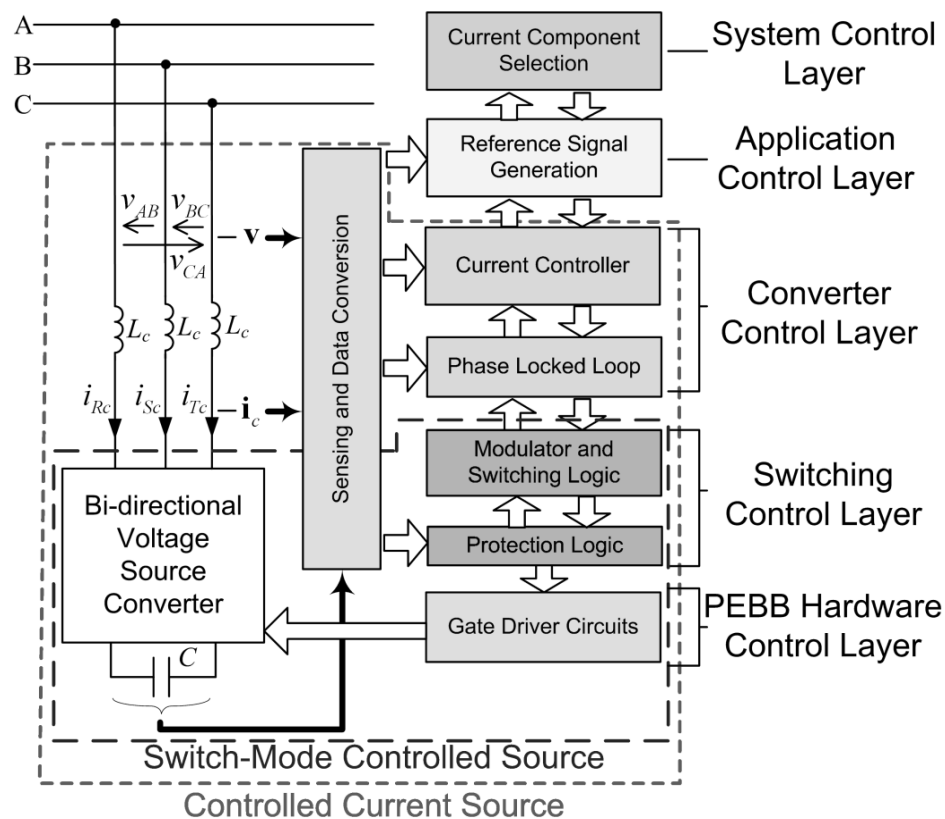 A
B
C
Current Component
Selection
System Control
Layer
Reference Signal
Generation
Application
Control Layer
v_AB
v_BC
v_CA
v
Sensing and Data Conversion
Current Controller
Converter
Control Layer
L_c
L_c
L_c
Phase Locked Loop
i_Rc
i_Sc
i_Tc
i_c
Modulator and
Switching Logic
Switching
Control Layer
Bi-directional
Voltage
Source
Converter
Protection Logic
Gate Driver Circuits
PEBB Hardware
Control Layer
C
Switch-Mode Controlled Source
Controlled Current Source